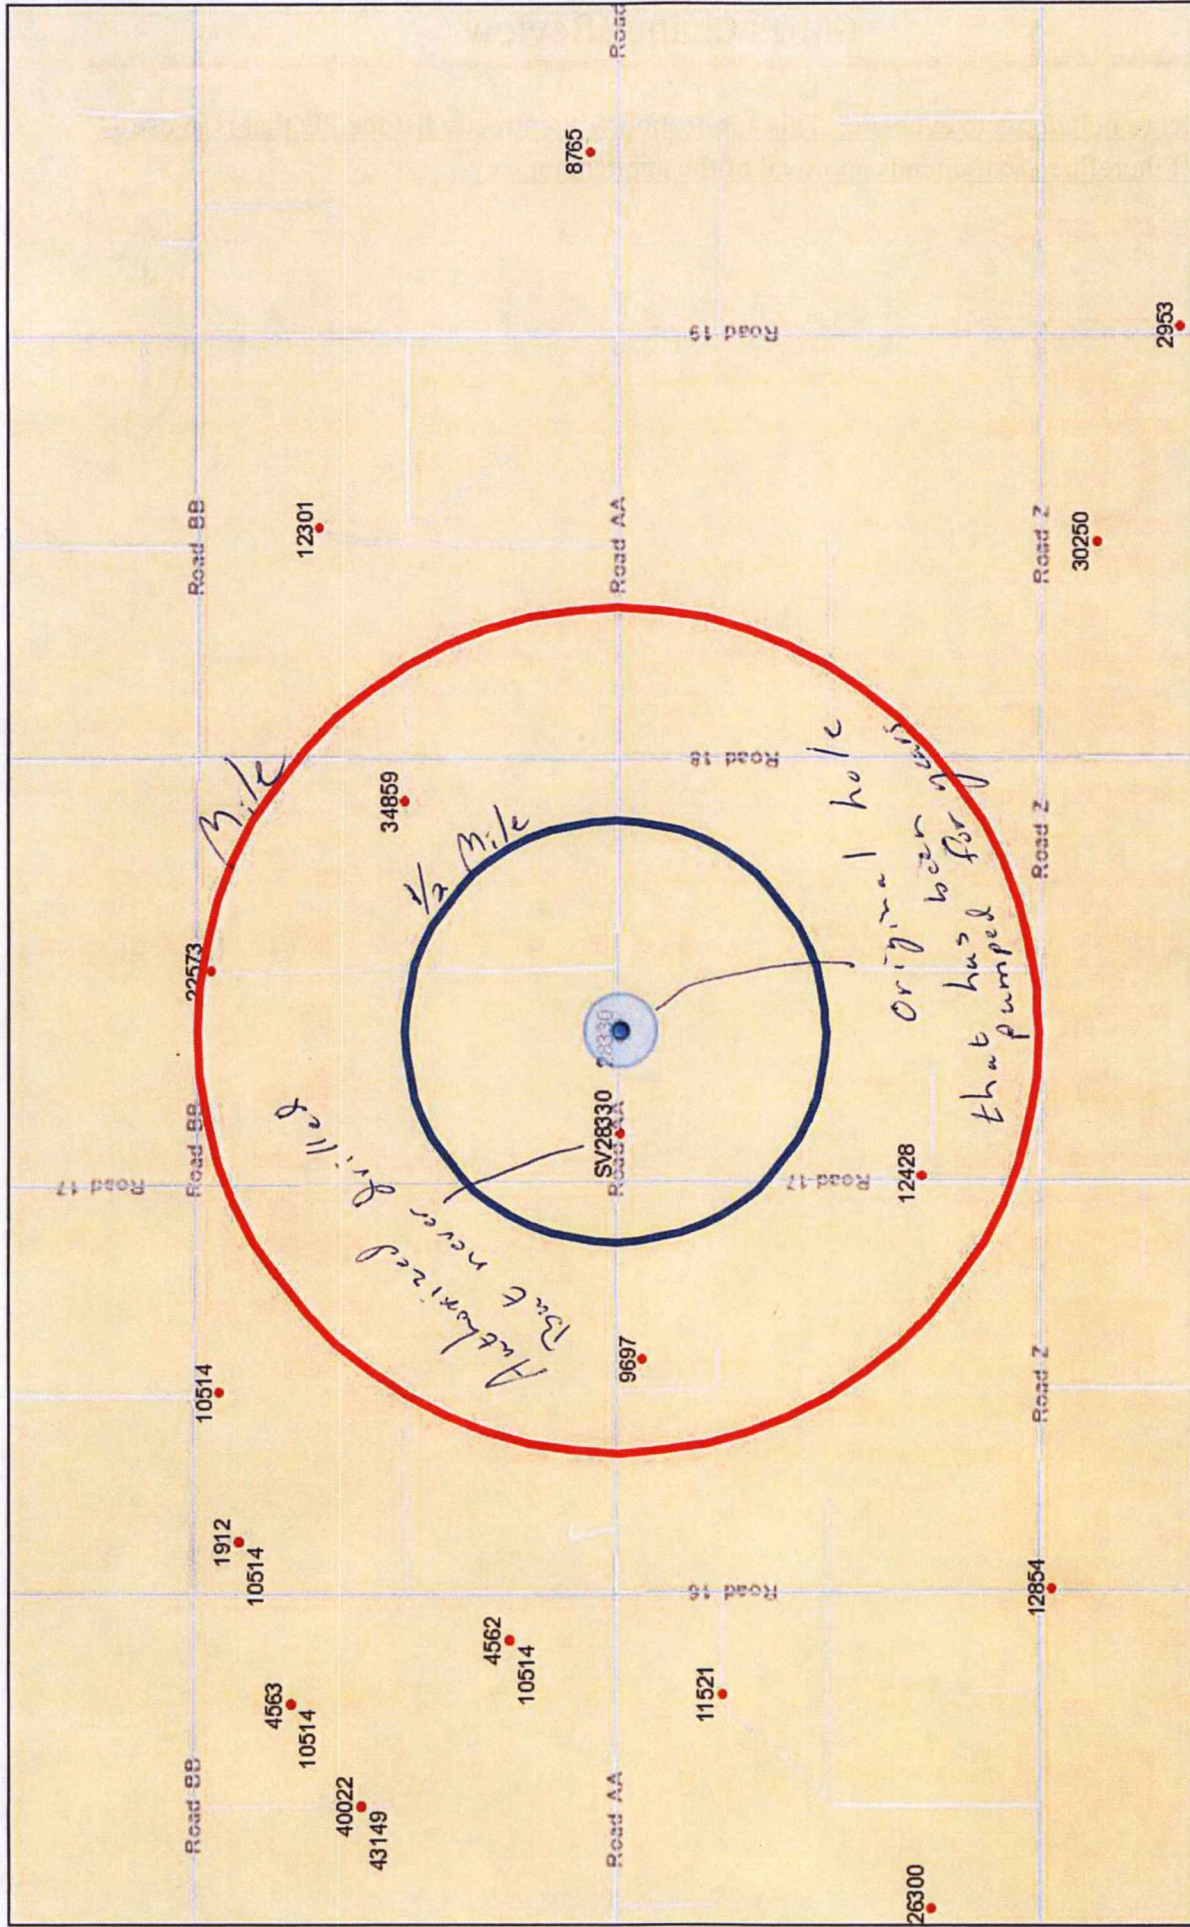 Road BB
Road BB
Road BB
Road AA
Road AA
Road AA
Road
Road Z
Road Z
Road Z
Road 16
Road 17
Road 17
Road 18
Road 19
40022
43149
4563
10514
1912
10514
4562
10514
10514
11521
26300
12854
9697
12428
SV28330
28330
22573
34859
12301
8765
30250
2953
Mile
1/2 Mile
Authorized
But never drilled
Original hole
that has been
pumped for years